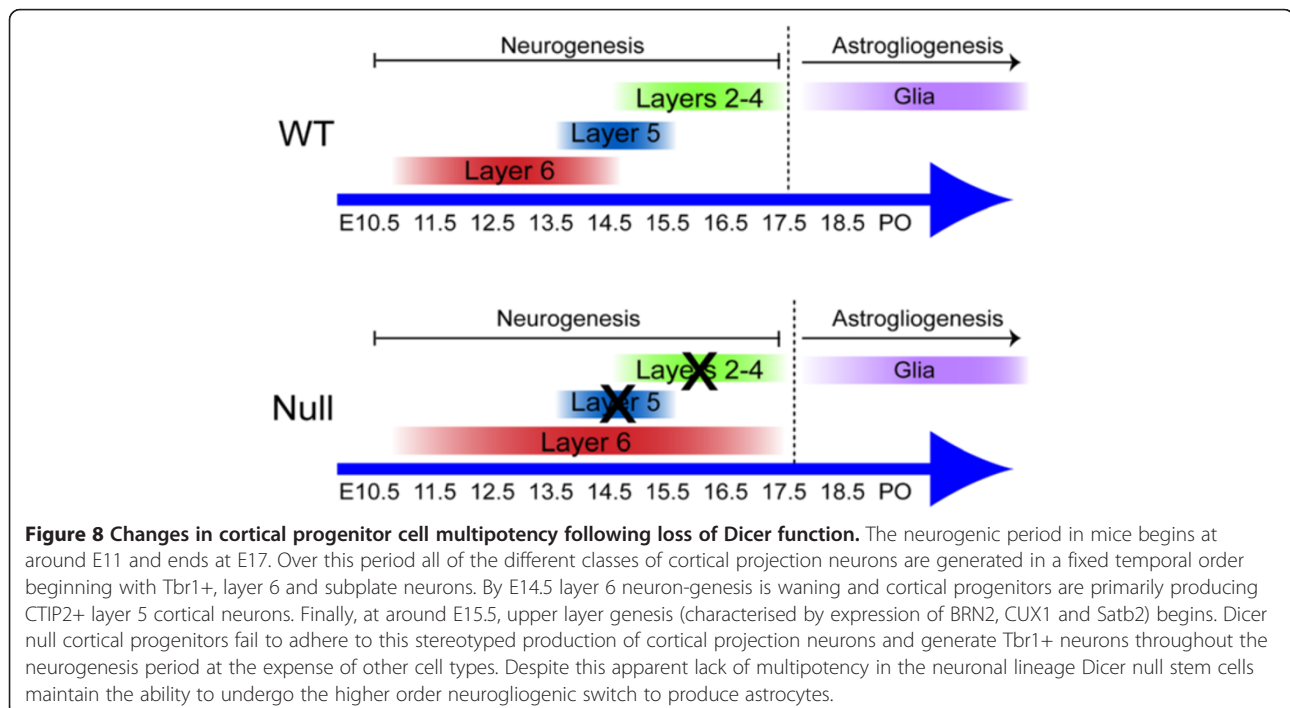 Neurogenesis
Astrogliogenesis
Layers 2-4
Glia
WT
Layer 5
Layer 6
E10.5 11.5 12.5 13.5 14.5 15.5 16.5 17.5 18.5 PO
Neurogenesis
Astrogliogenesis
Layers 2-4
Glia
Null
Layer 5
Layer 6
E10.5 11.5 12.5 13.5 14.5 15.5 16.5 17.5 18.5 PO
Figure 8 Changes in cortical progenitor cell multipotency following loss of Dicer function. The neurogenic period in mice begins at
around E11 and ends at E17. Over this period all of the different classes of cortical projection neurons are generated in a fixed temporal order
beginning with Tbr1+, layer 6 and subplate neurons. By E14.5 layer 6 neuron-genesis is waning and cortical progenitors are primarily producing
CTIP2+ layer 5 cortical neurons. Finally, at around E15.5, upper layer genesis (characterised by expression of BRN2, CUX1 and Satb2) begins. Dicer
null cortical progenitors fail to adhere to this stereotyped production of cortical projection neurons and generate Tbr1+ neurons throughout the
neurogenesis period at the expense of other cell types. Despite this apparent lack of multipotency in the neuronal lineage Dicer null stem cells
maintain the ability to undergo the higher order neurogliogenic switch to produce astrocytes.